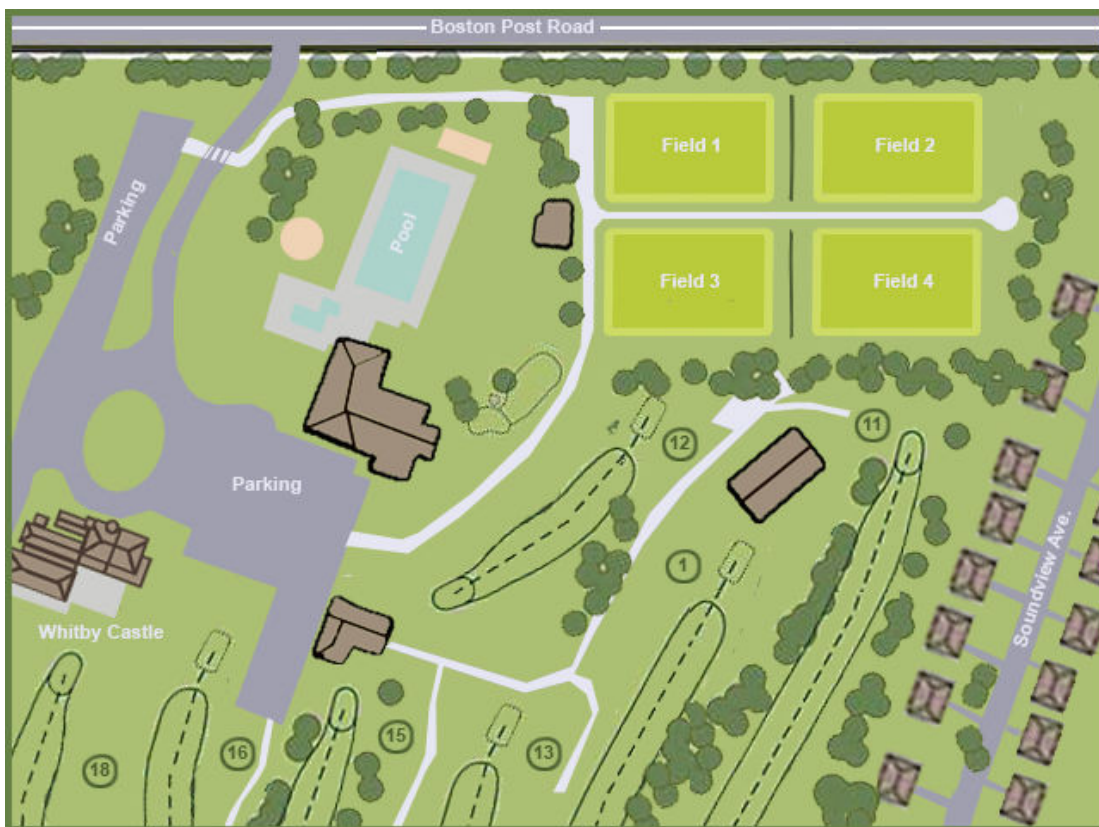 Boston Post Road
Field 1
Field 2
Parking
Pool
Field 3
Field 4
11
12
Parking
1
Soundview Ave.
Whitby Castle
15
16
13
18